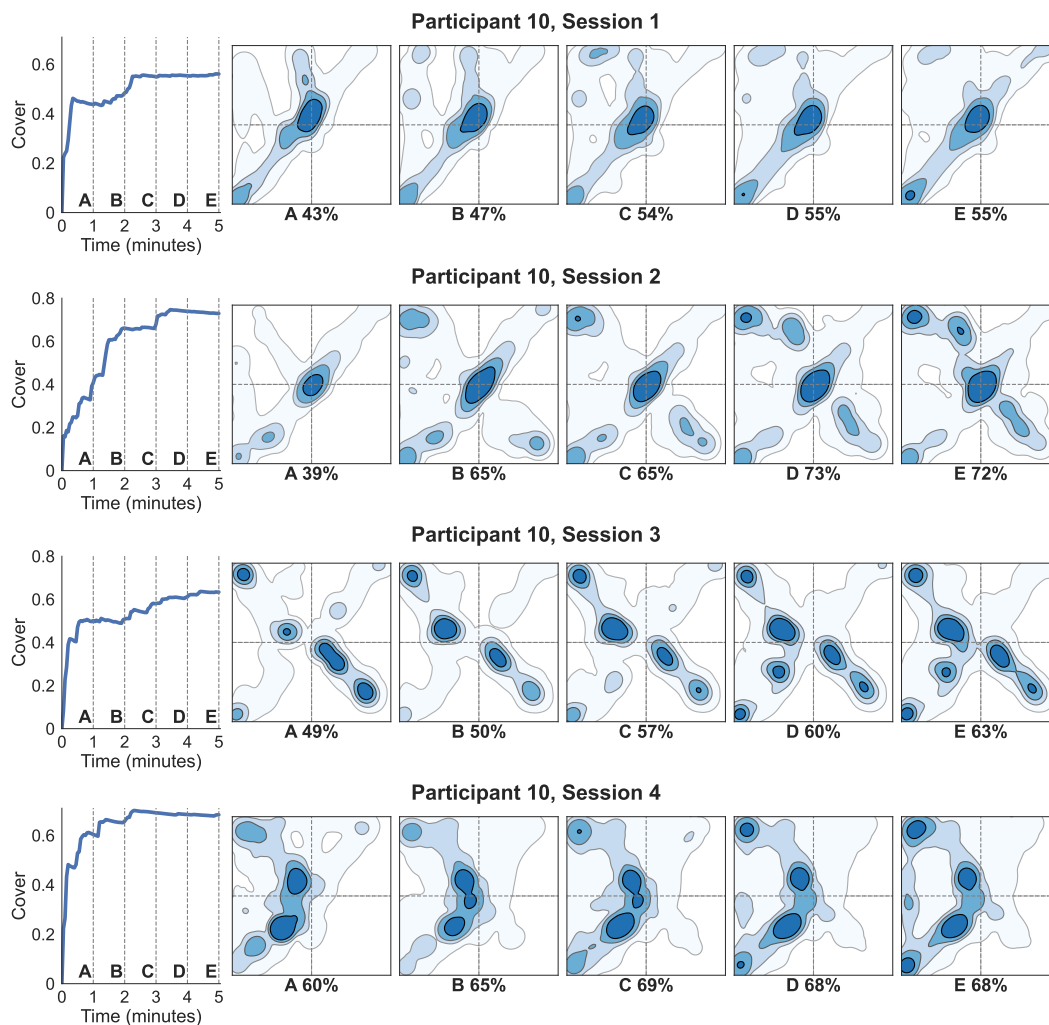 Participant 10, Session 1
Cover
0.6
0.4
0.2
0
A B C D E
0 1 2 3 4 5
Time (minutes)
A 43% B 47% C 54% D 55% E 55%
Participant 10, Session 2
Cover
0.8
0.6
0.4
0.2
0
A B C D E
0 1 2 3 4 5
Time (minutes)
A 39% B 65% C 65% D 73% E 72%
Participant 10, Session 3
Cover
0.8
0.6
0.4
0.2
0
A B C D E
0 1 2 3 4 5
Time (minutes)
A 49% B 50% C 57% D 60% E 63%
Participant 10, Session 4
Cover
0.6
0.4
0.2
0
A B C D E
0 1 2 3 4 5
Time (minutes)
A 60% B 65% C 69% D 68% E 68%